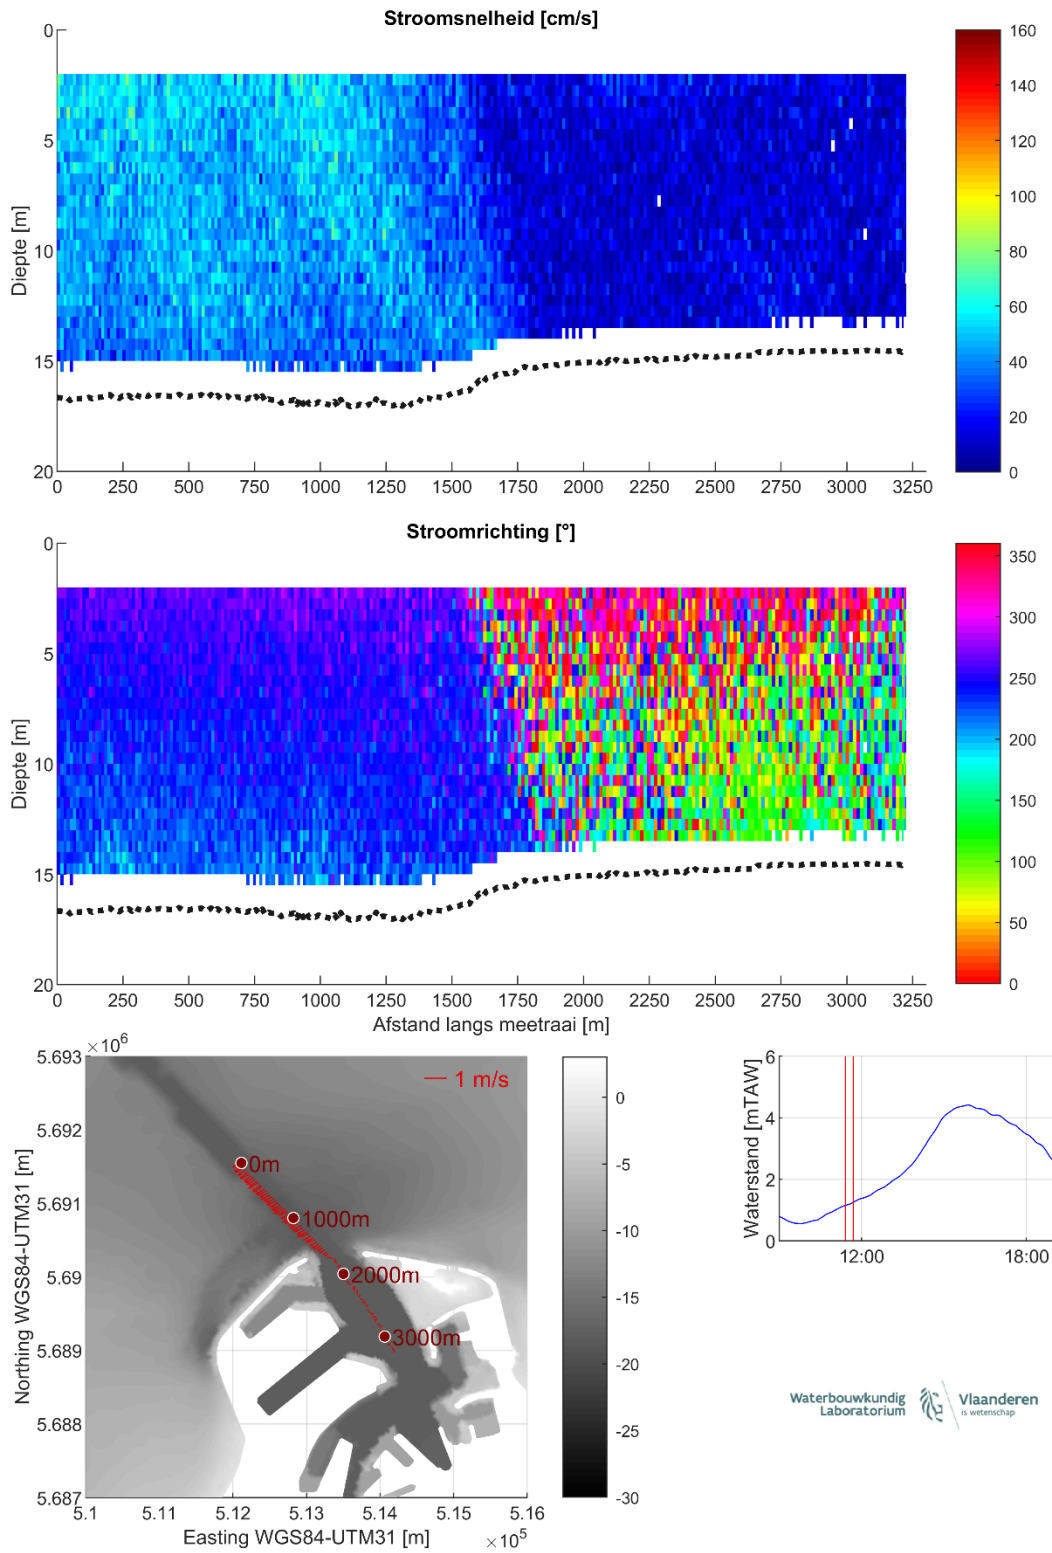 Stroomsnelheid [cm/s]
0
5
10
15
20
Diepte [m]
0 250 500 750 1000 1250 1500 1750 2000 2250 2500 2750 3000 3250
160
140
120
100
80
60
40
20
0
Stroomrichting [°]
0
5
10
15
20
Diepte [m]
0 250 500 750 1000 1250 1500 1750 2000 2250 2500 2750 3000 3250
Afstand langs meetraai [m]
350
300
250
200
150
100
50
0
×10⁶
5.693
5.692
5.691
5.69
5.689
5.688
5.687
Northing WGS84-UTM31 [m]
1 m/s
0m
1000m
2000m
3000m
5.1 5.11 5.12 5.13 5.14 5.15 5.16
Easting WGS84-UTM31 [m]
×10⁵
0
-5
-10
-15
-20
-25
-30
6
4
2
0
Waterstand [mTAW]
12:00 18:00
Waterbouwkundig
Laboratorium
Vlaanderen
is wetenschap